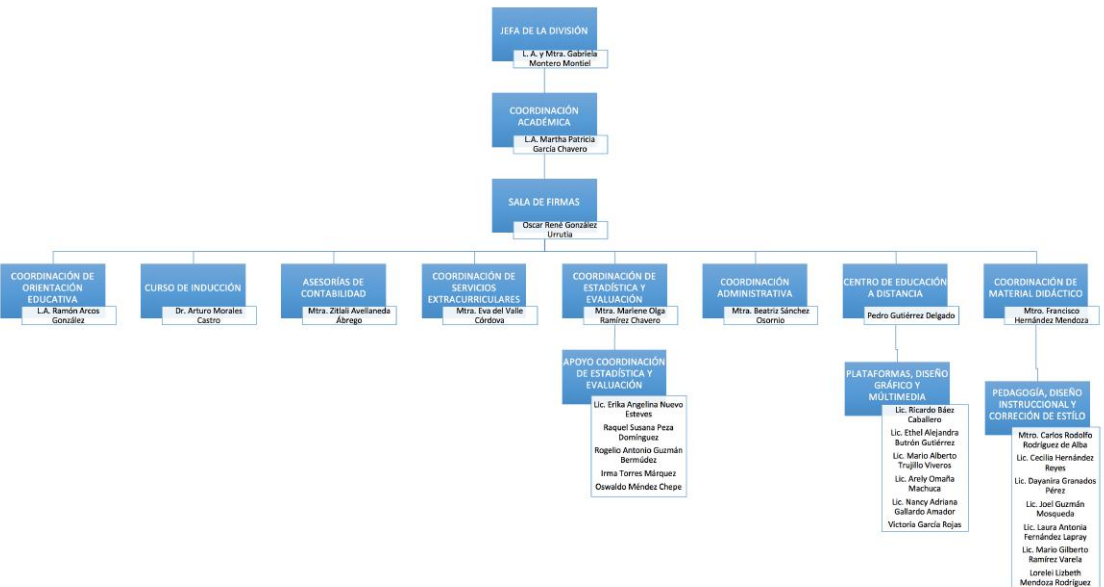 JEFA DE LA DIVISIÓN
L. A. y Mtra. Gabriela
Montero Montiel
COORDINACIÓN
ACADÉMICA
L.A. Martha Patricia
García Chavero
SALA DE FIRMAS
Oscar René González
Urrutia
COORDINACIÓN DE
ORIENTACIÓN
EDUCATIVA
L.A. Ramón Arcos
González
CURSO DE INDUCCIÓN
Dr. Arturo Morales
Castro
ASESORÍAS DE
CONTABILIDAD
Mtra. Zitlali Avellaneda
Ábrego
COORDINACIÓN DE
SERVICIOS
EXTRACURRICULARES
Mtra. Eva del Valle
Córdova
COORDINACIÓN DE
ESTADÍSTICA Y
EVALUACIÓN
Mtra. Marlene Olga
Ramírez Chavero
COORDINACIÓN
ADMINISTRATIVA
Mtra. Beatriz Sánchez
Osornio
CENTRO DE EDUCACIÓN
A DISTANCIA
Pedro Gutiérrez Delgado
COORDINACIÓN DE
MATERIAL DIDÁCTICO
Mtro. Francisco
Hernández Mendoza
APOYO COORDINACIÓN
DE ESTADÍSTICA Y
EVALUACIÓN
Lic. Erika Angelina Nuevo
Esteves
Raquel Susana Peza
Domínguez
Rogelio Antonio Guzmán
Bermúdez
Irma Torres Márquez
Oswaldo Méndez Chepe
PLATAFORMAS, DISEÑO
GRÁFICO Y
MÚLTIMEDIA
Lic. Ricardo Báez
Caballero
Lic. Ethel Alejandra
Butrón Gutiérrez
Lic. Mario Alberto
Trujillo Viveros
Lic. Arely Omaña
Machuca
Lic. Nancy Adriana
Gallardo Amador
Victoria García Rojas
PEDAGOGÍA, DISEÑO
INSTRUCCIONAL Y
CORRECIÓN DE ESTÍLO
Mtro. Carlos Rodolfo
Rodríguez de Alba
Lic. Cecilia Hernández
Reyes
Lic. Dayanira Granados
Pérez
Lic. Joel Guzmán
Mosqueda
Lic. Laura Antonia
Fernández Lapray
Lic. Mario Gilberto
Ramírez Varela
Lorelei Lizbeth
Mendoza Rodríguez